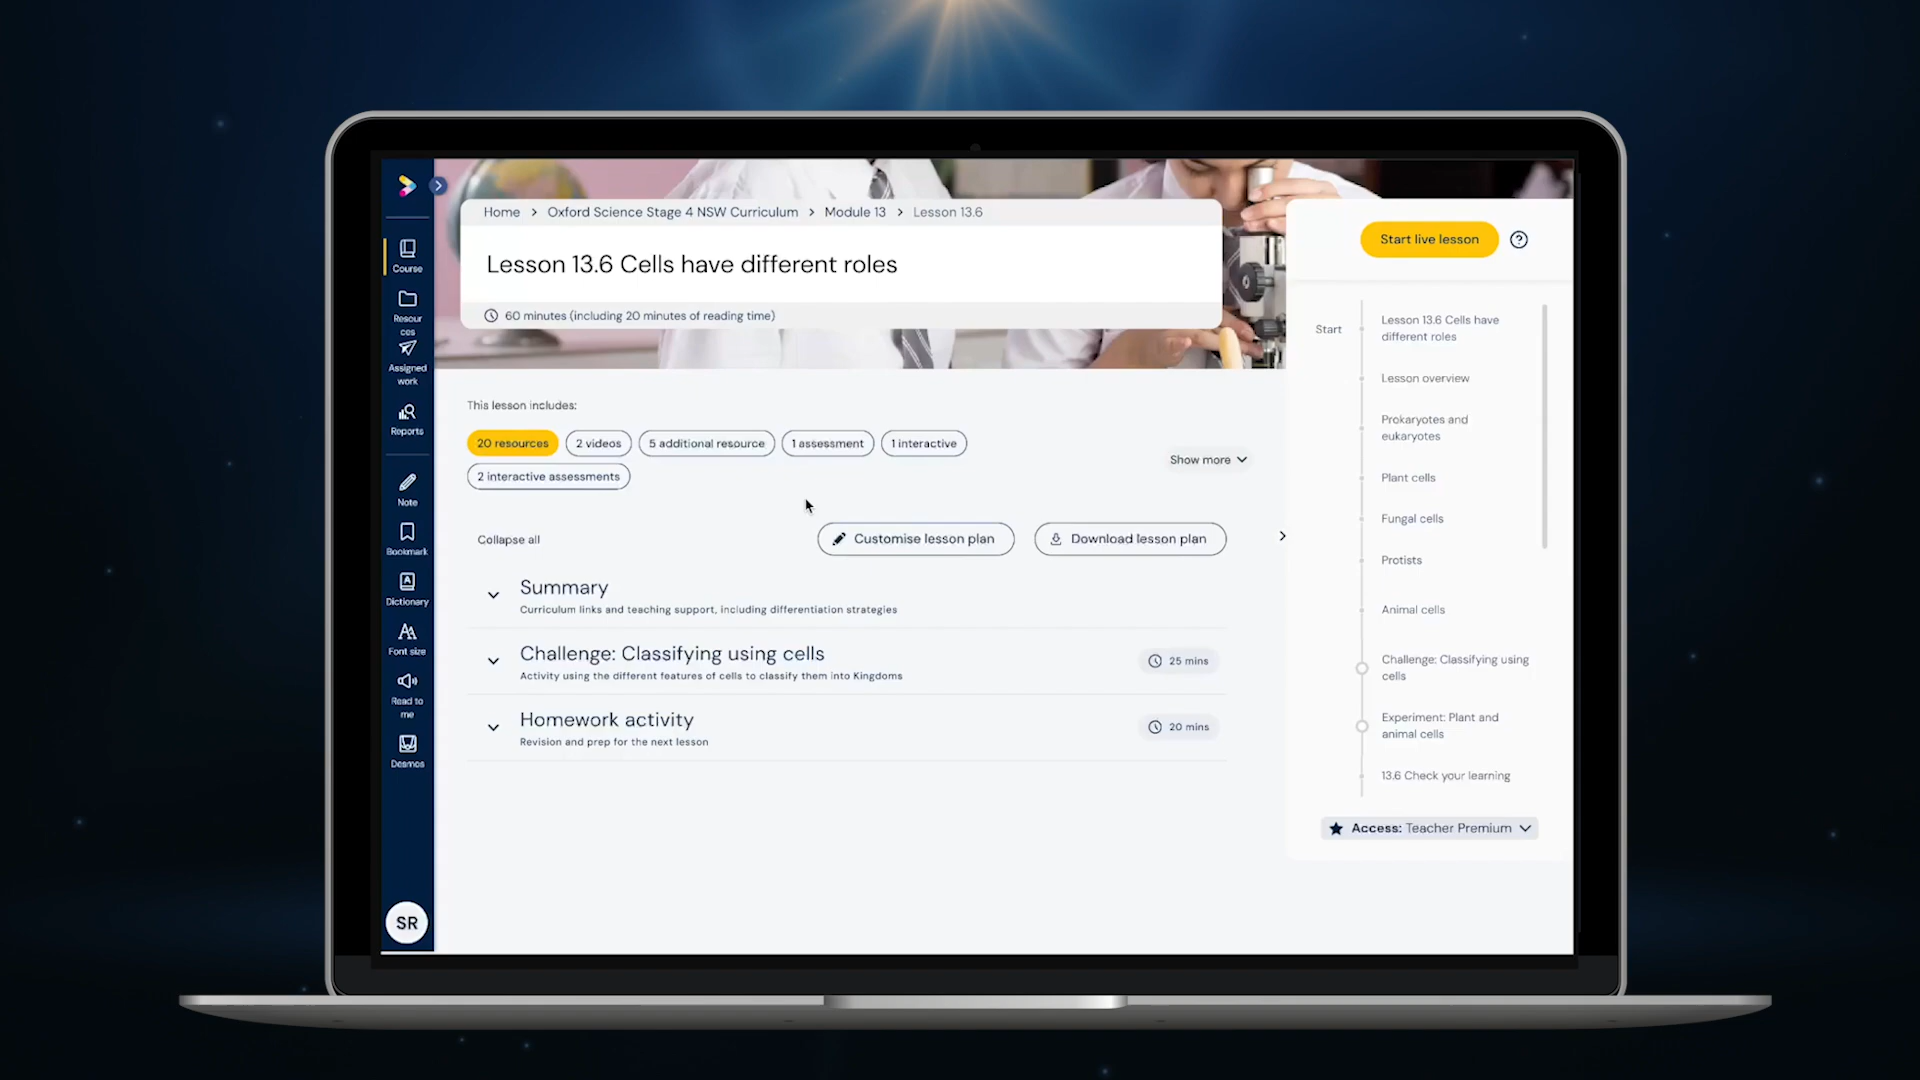 Course
Resour
ces
Assigned
work
Reports
Note
Bookmark
Dictionary
Font size
Read to
me
Desmos
SR
Home > Oxford Science Stage 4 NSW Curriculum > Module 13 > Lesson 13.6
Lesson 13.6 Cells have different roles
60 minutes (including 20 minutes of reading time)
This lesson includes:
20 resources 2 videos 5 additional resource 1 assessment 1 interactive
2 interactive assessments
Show more
Collapse all
Customise lesson plan
Download lesson plan
Summary
Curriculum links and teaching support, including differentiation strategies
Challenge: Classifying using cells
Activity using the different features of cells to classify them into Kingdoms
25 mins
Homework activity
Revision and prep for the next lesson
20 mins
Start live lesson
Start
Lesson 13.6 Cells have
different roles
Lesson overview
Prokaryotes and
eukaryotes
Plant cells
Fungal cells
Protists
Animal cells
Challenge: Classifying using
cells
Experiment: Plant and
animal cells
13.6 Check your learning
Access: Teacher Premium